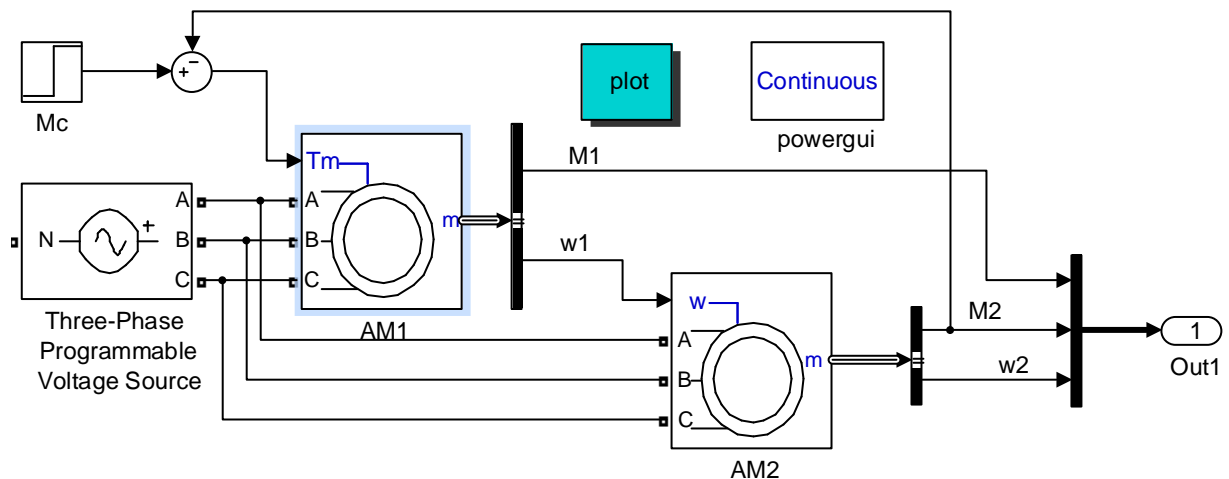 Mc
plot
Continuous
powergui
+
−
Tm
A
B
C
m
AM1
N
+
A
B
C
Three-Phase
Programmable
Voltage Source
M1
w1
w
A
B
C
m
AM2
M2
w2
1
Out1